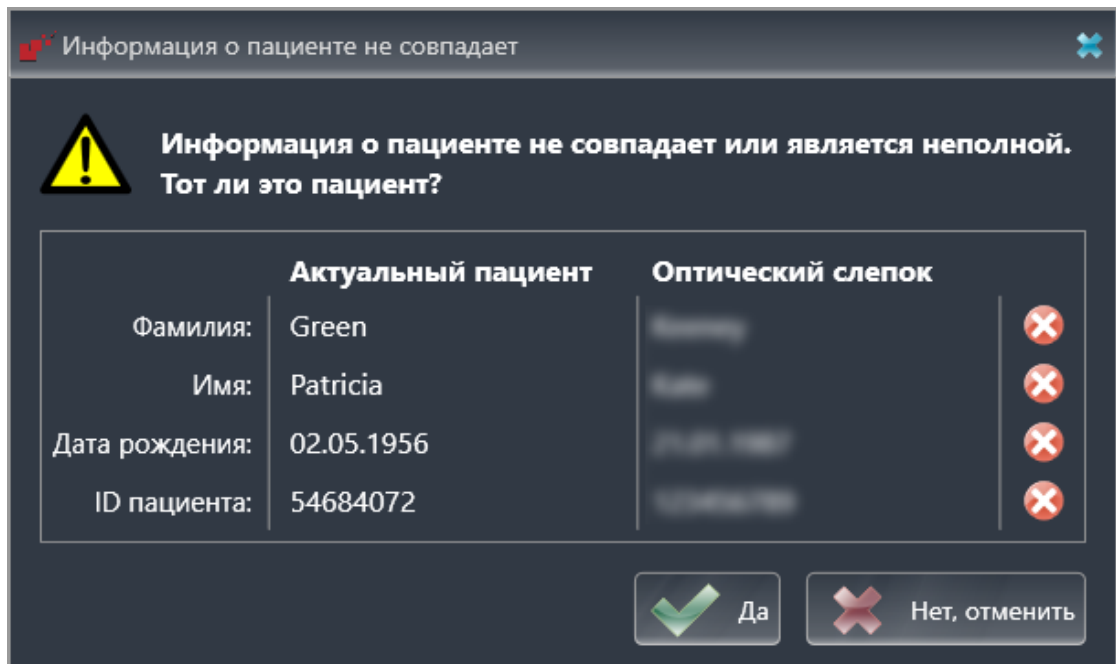 Информация о пациенте не совпадает
Информация о пациенте не совпадает или является неполной.
Тот ли это пациент?
Актуальный пациент Оптический слепок
Фамилия: Green
Имя: Patricia
Дата рождения: 02.05.1956
ID пациента: 54684072
Да Нет, отменить